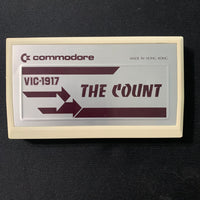 commodore
MADE IN HONG KONG
VIC-1917
THE COUNT